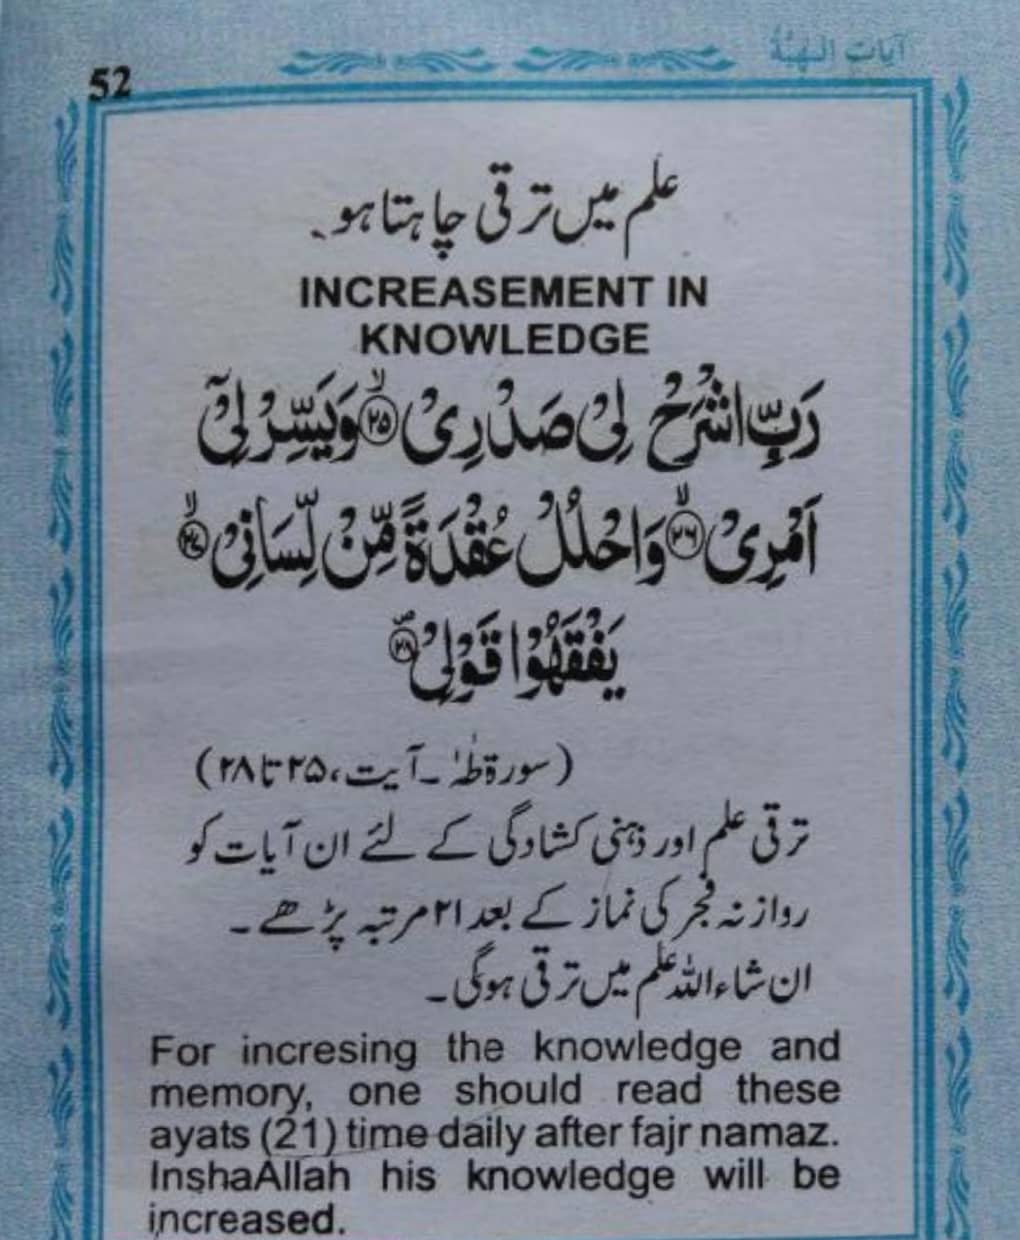 آیات الٰہیّۃ
52
علم میں ترقی چاہتا ہو۔
INCREASEMENT IN
KNOWLEDGE
رَبِّ اشْرَحْ لِیْ صَدْرِیْ ﴿۲۵﴾ۙ وَیَسِّرْ لِیْۤ
اَمْرِیْ ﴿۲۶﴾ۙ وَاحْلُلْ عُقْدَةً مِّنْ لِّسَانِیْ ﴿۲۷﴾ۙ
یَفْقَهُوْا قَوْلِیْ ﴿۲۸﴾۪
(سورۃ طٰہٰ ۔ آیت، ۲۵ تا ۲۸)
ترقی علم اور ذہنی کشادگی کے لئے ان آیات کو
روازنہ فجر کی نماز کے بعد ۲۱ مرتبہ پڑھے ۔
ان شاء اللہ علم میں ترقی ہوگی ۔
For incresing the knowledge and
memory, one should read these
ayats (21) time daily after fajr namaz.
InshaAllah his knowledge will be
increased.